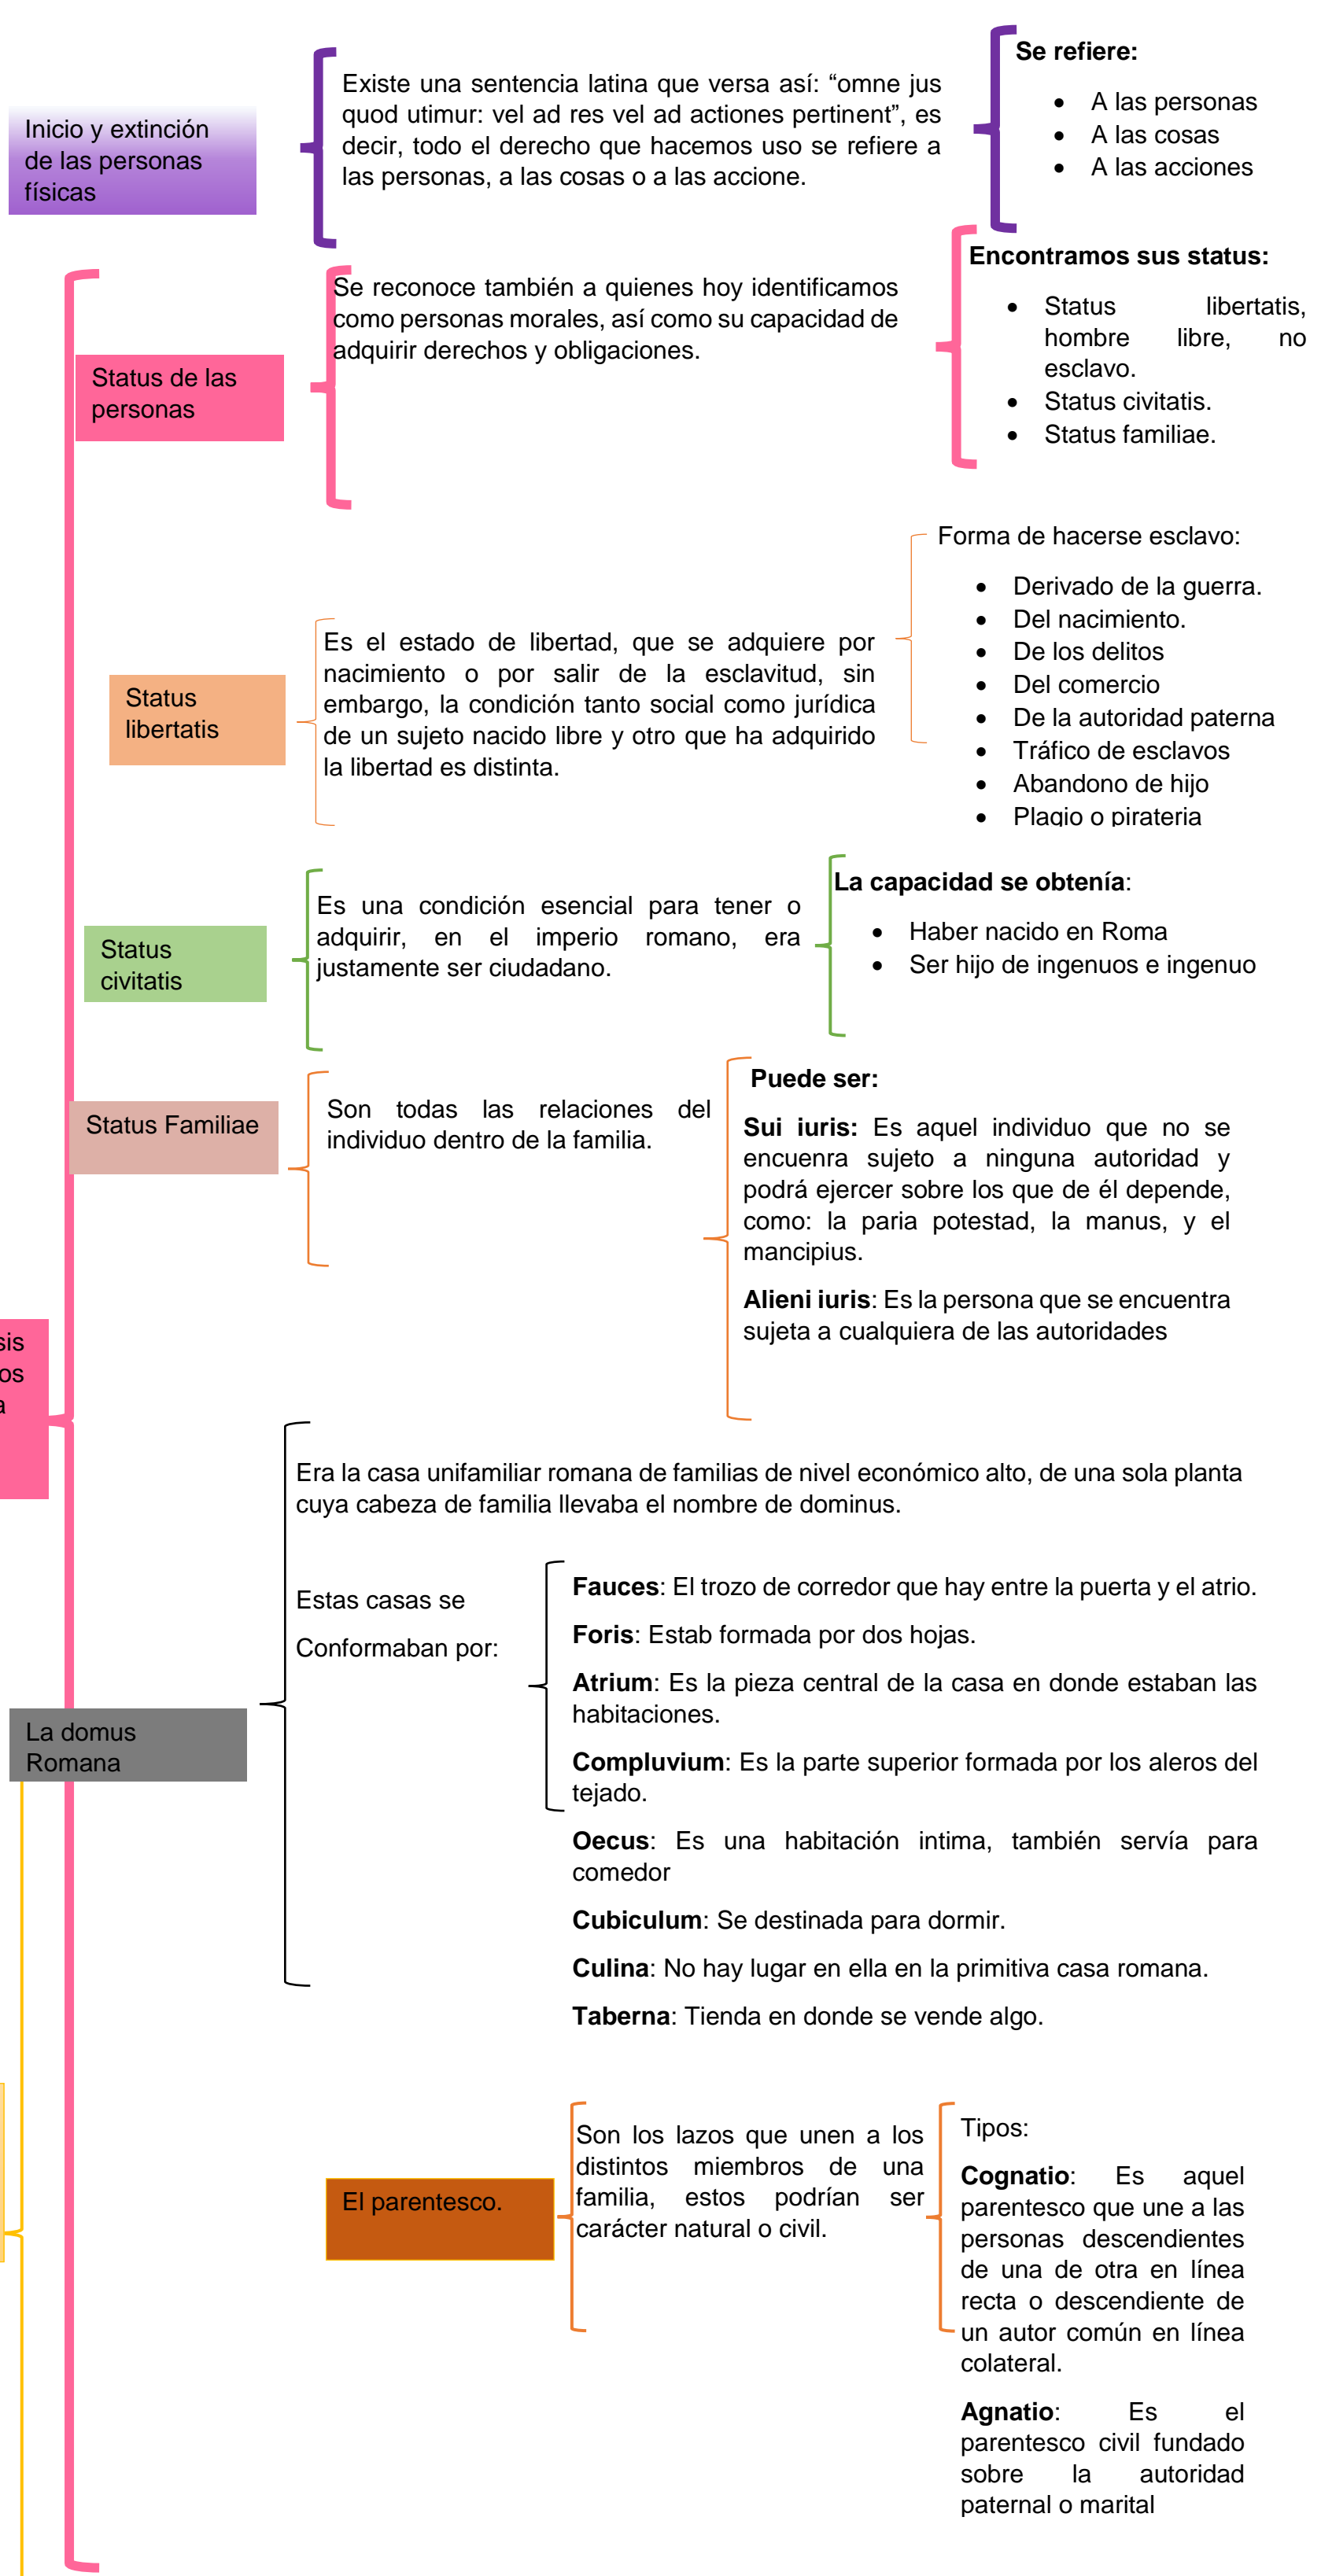 Inicio y extinción
de las personas
físicas
Existe una sentencia latina que versa así: “omne jus
quod utimur: vel ad res vel ad actiones pertinent”, es
decir, todo el derecho que hacemos uso se refiere a
las personas, a las cosas o a las accione.
Se refiere:
• A las personas
• A las cosas
• A las acciones
Status de las
personas
Se reconoce también a quienes hoy identificamos
como personas morales, así como su capacidad de
adquirir derechos y obligaciones.
Encontramos sus status:
• Status libertatis,
hombre libre, no
esclavo.
• Status civitatis.
• Status familiae.
Status
libertatis
Es el estado de libertad, que se adquiere por
nacimiento o por salir de la esclavitud, sin
embargo, la condición tanto social como jurídica
de un sujeto nacido libre y otro que ha adquirido
la libertad es distinta.
Forma de hacerse esclavo:
• Derivado de la guerra.
• Del nacimiento.
• De los delitos
• Del comercio
• De la autoridad paterna
• Tráfico de esclavos
• Abandono de hijo
• Plagio o pirateria
Status
civitatis
Es una condición esencial para tener o
adquirir, en el imperio romano, era
justamente ser ciudadano.
La capacidad se obtenía:
• Haber nacido en Roma
• Ser hijo de ingenuos e ingenuo
Status Familiae
Son todas las relaciones del
individuo dentro de la familia.
Puede ser:
Sui iuris: Es aquel individuo que no se
encuenra sujeto a ninguna autoridad y
podrá ejercer sobre los que de él depende,
como: la paria potestad, la manus, y el
mancipius.
Alieni iuris: Es la persona que se encuentra
sujeta a cualquiera de las autoridades
sis
os
a
La domus
Romana
Era la casa unifamiliar romana de familias de nivel económico alto, de una sola planta
cuya cabeza de familia llevaba el nombre de dominus.
Estas casas se
Conformaban por:
Fauces: El trozo de corredor que hay entre la puerta y el atrio.
Foris: Estab formada por dos hojas.
Atrium: Es la pieza central de la casa en donde estaban las
habitaciones.
Compluvium: Es la parte superior formada por los aleros del
tejado.
Oecus: Es una habitación intima, también servía para
comedor
Cubiculum: Se destinada para dormir.
Culina: No hay lugar en ella en la primitiva casa romana.
Taberna: Tienda en donde se vende algo.
El parentesco.
Son los lazos que unen a los
distintos miembros de una
familia, estos podrían ser
carácter natural o civil.
Tipos:
Cognatio: Es aquel
parentesco que une a las
personas descendientes
de una de otra en línea
recta o descendiente de
un autor común en línea
colateral.
Agnatio: Es el
parentesco civil fundado
sobre la autoridad
paternal o marital